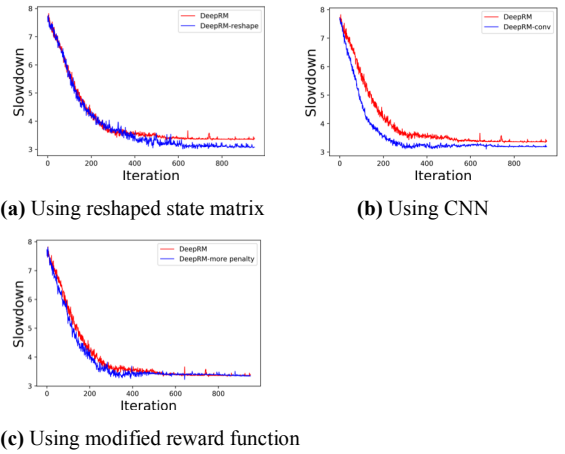 8
7
6
5
4
3
Slowdown
DeepRM
DeepRM-reshape
0 200 400 600 800
Iteration
(a) Using reshaped state matrix
8
7
6
5
4
3
Slowdown
DeepRM
DeepRM-conv
0 200 400 600 800
Iteration
(b) Using CNN
8
7
6
5
4
3
Slowdown
DeepRM
DeepRM-more penalty
0 200 400 600 800
Iteration
(c) Using modified reward function